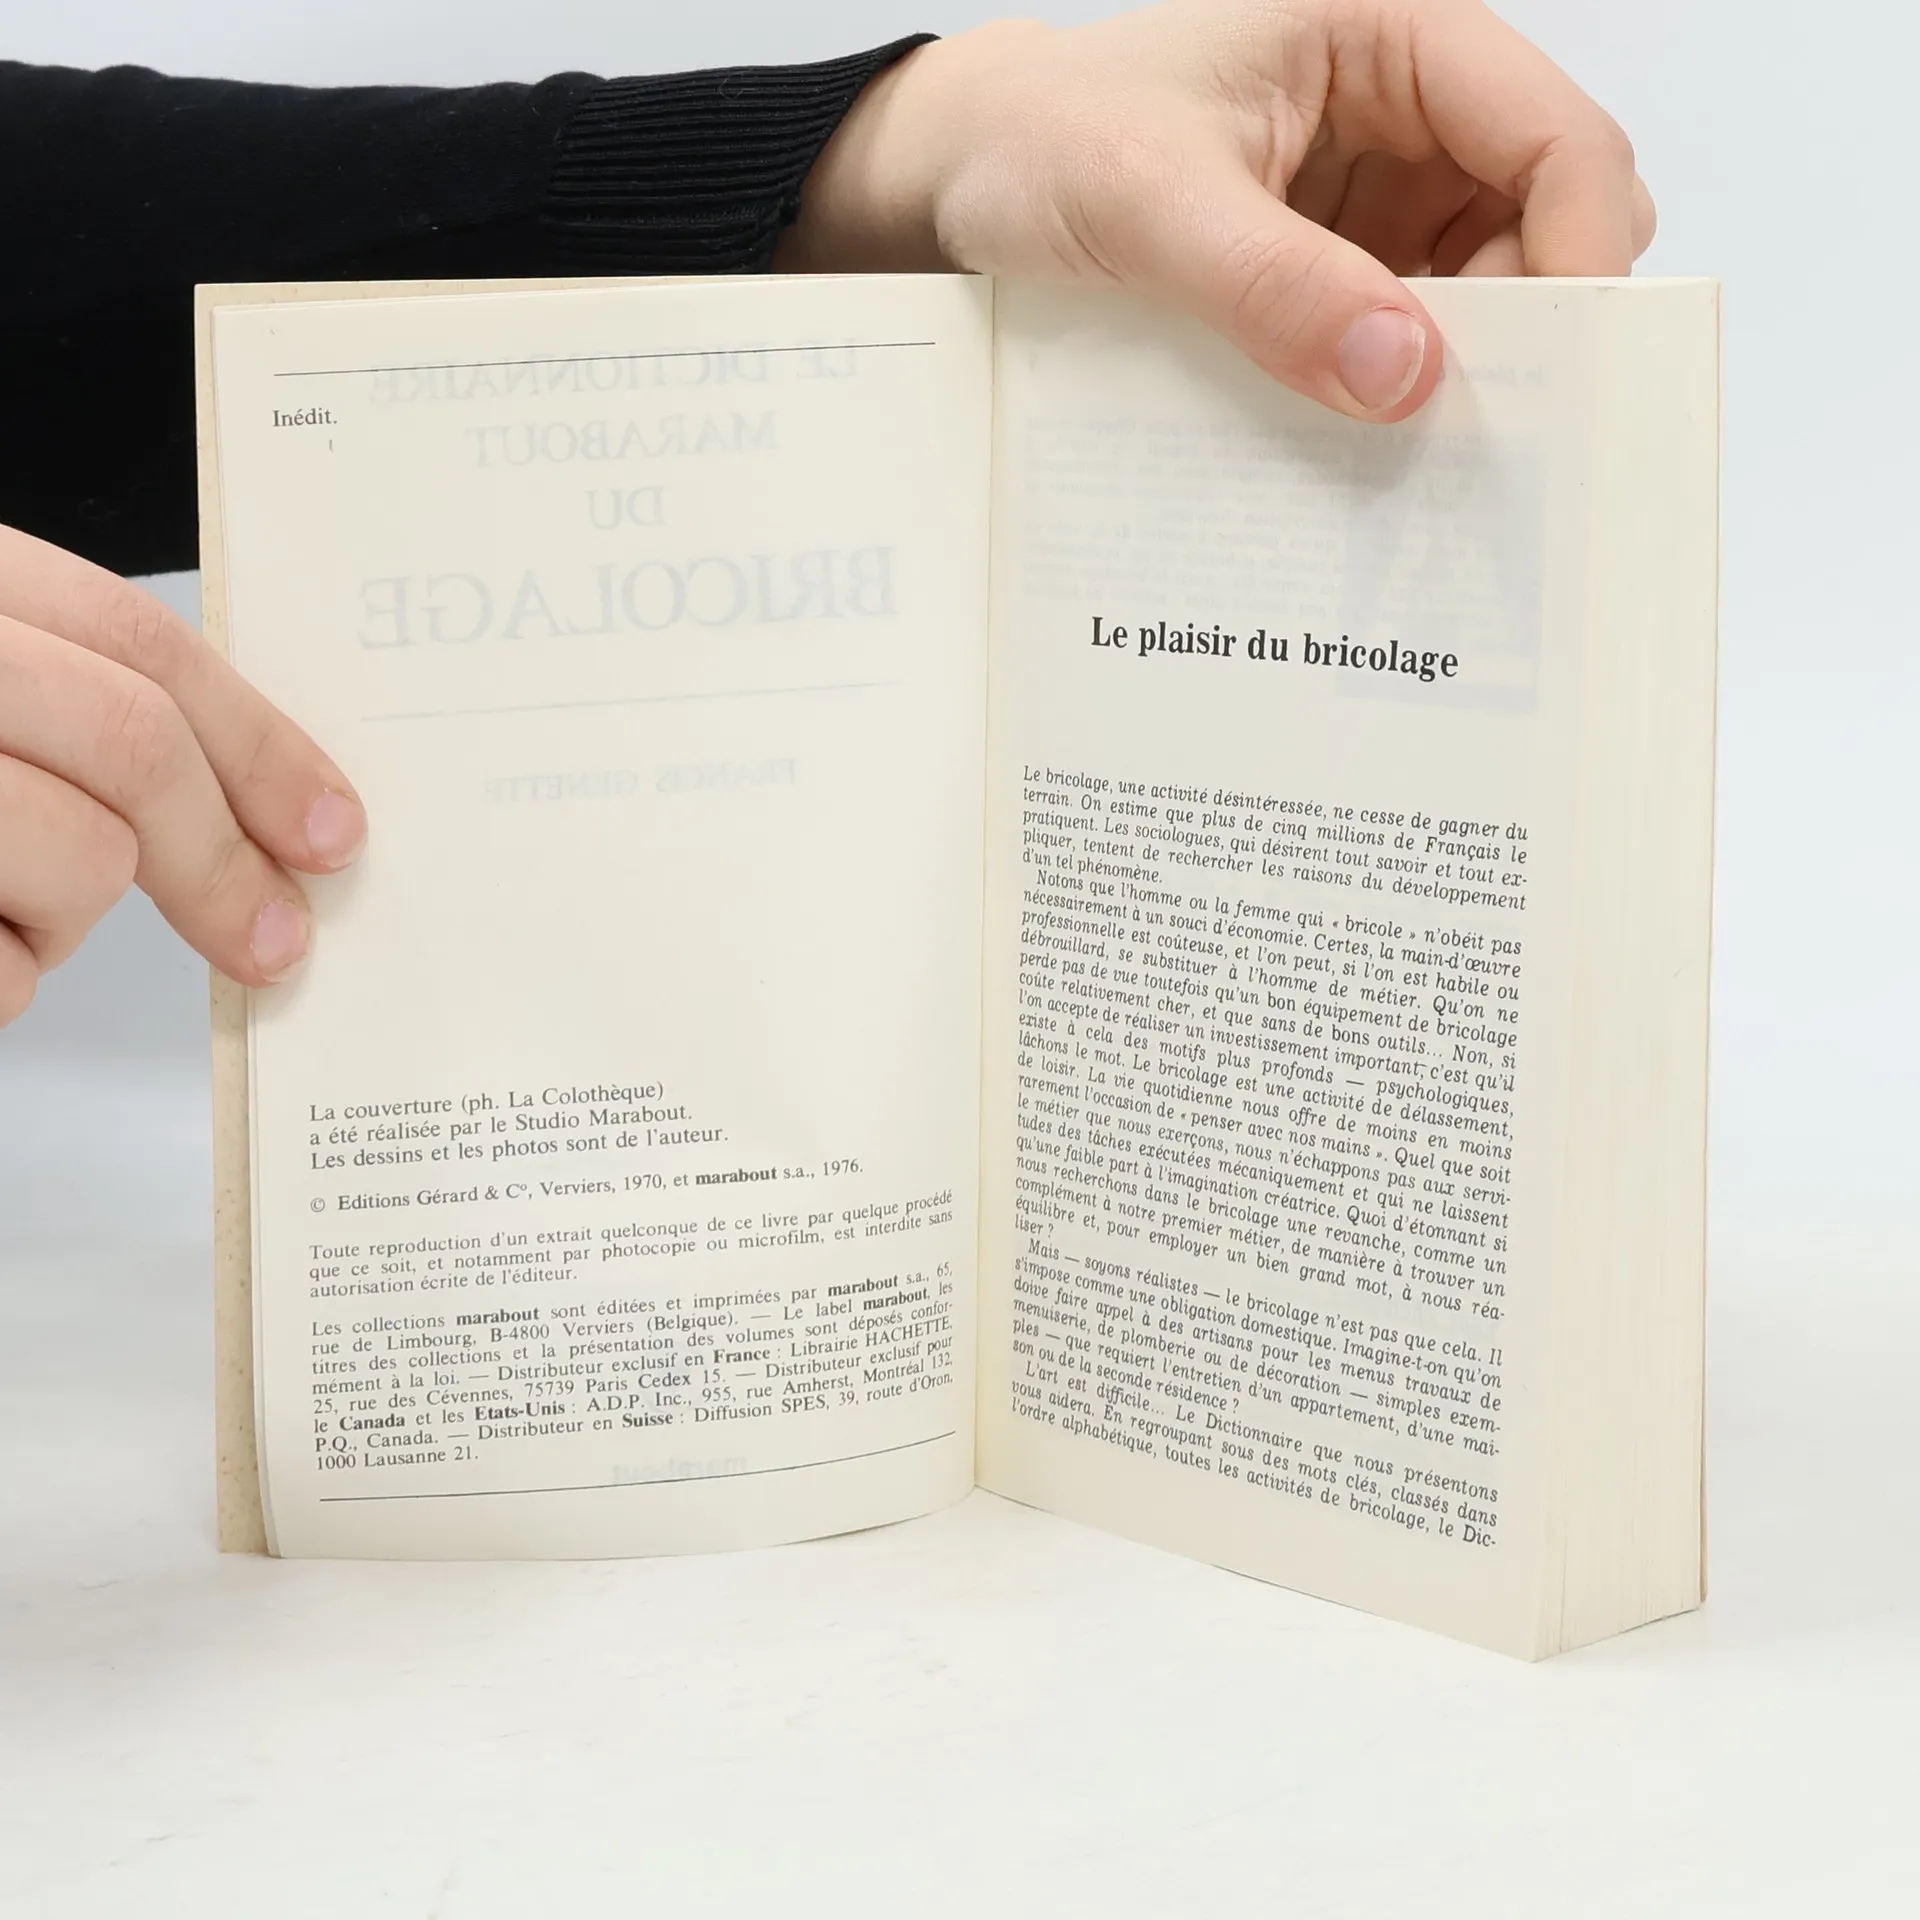 Inédit.
LE DICTIONNAIRE
MARABOUT
DU
BRICOLAGE
FRANCIS GENETTE
La couverture (ph. La Colothèque)
a été réalisée par le Studio Marabout.
Les dessins et les photos sont de l'auteur.
© Editions Gérard & Cº, Verviers, 1970, et marabout s.a., 1976.
Toute reproduction d'un extrait quelconque de ce livre par quelque procédé
que ce soit, et notamment par photocopie ou microfilm, est interdite sans
autorisation écrite de l'éditeur.
Les collections marabout sont éditées et imprimées par marabout s.a., 65,
rue de Limbourg, B-4800 Verviers (Belgique). — Le label marabout, les
titres des collections et la présentation des volumes sont déposés confor-
mément à la loi. — Distributeur exclusif en France : Librairie HACHETTE,
25, rue des Cévennes, 75739 Paris Cedex 15. — Distributeur exclusif pour
le Canada et les Etats-Unis : A.D.P. Inc., 955, rue Amherst, Montréal 132,
P.Q., Canada. — Distributeur en Suisse : Diffusion SPES, 39, route d'Oron,
1000 Lausanne 21.
marabout
Le plaisir du bricolage
Le bricolage, une activité désintéressée, ne cesse de gagner du
terrain. On estime que plus de cinq millions de Français le
pratiquent. Les sociologues, qui désirent tout savoir et tout ex-
pliquer, tentent de rechercher les raisons du développement
d'un tel phénomène.
Notons que l'homme ou la femme qui « bricole » n'obéit pas
nécessairement à un souci d'économie. Certes, la main-d'œuvre
professionnelle est coûteuse, et l'on peut, si l'on est habile ou
débrouillard, se substituer à l'homme de métier. Qu'on ne
perde pas de vue toutefois qu'un bon équipement de bricolage
coûte relativement cher, et que sans de bons outils... Non, si
l'on accepte de réaliser un investissement important, c'est qu'il
existe à cela des motifs plus profonds — psychologiques,
lâchons le mot. Le bricolage est une activité de délassement,
de loisir. La vie quotidienne nous offre de moins en moins
rarement l'occasion de « penser avec nos mains ». Quel que soit
le métier que nous exerçons, nous n'échappons pas aux servi-
tudes des tâches exécutées mécaniquement et qui ne laissent
qu'une faible part à l'imagination créatrice. Quoi d'étonnant si
nous recherchons dans le bricolage une revanche, comme un
complément à notre premier métier, de manière à trouver un
équilibre et, pour employer un bien grand mot, à nous réa-
liser ?
Mais — soyons réalistes — le bricolage n'est pas que cela. Il
s'impose comme une obligation domestique. Imagine-t-on qu'on
doive faire appel à des artisans pour les menus travaux de
menuiserie, de plomberie ou de décoration — simples exem-
ples — que requiert l'entretien d'un appartement, d'une mai-
son ou de la seconde résidence ?
L'art est difficile... Le Dictionnaire que nous présentons
vous aidera. En regroupant sous des mots clés, classés dans
l'ordre alphabétique, toutes les activités de bricolage, le Dic-